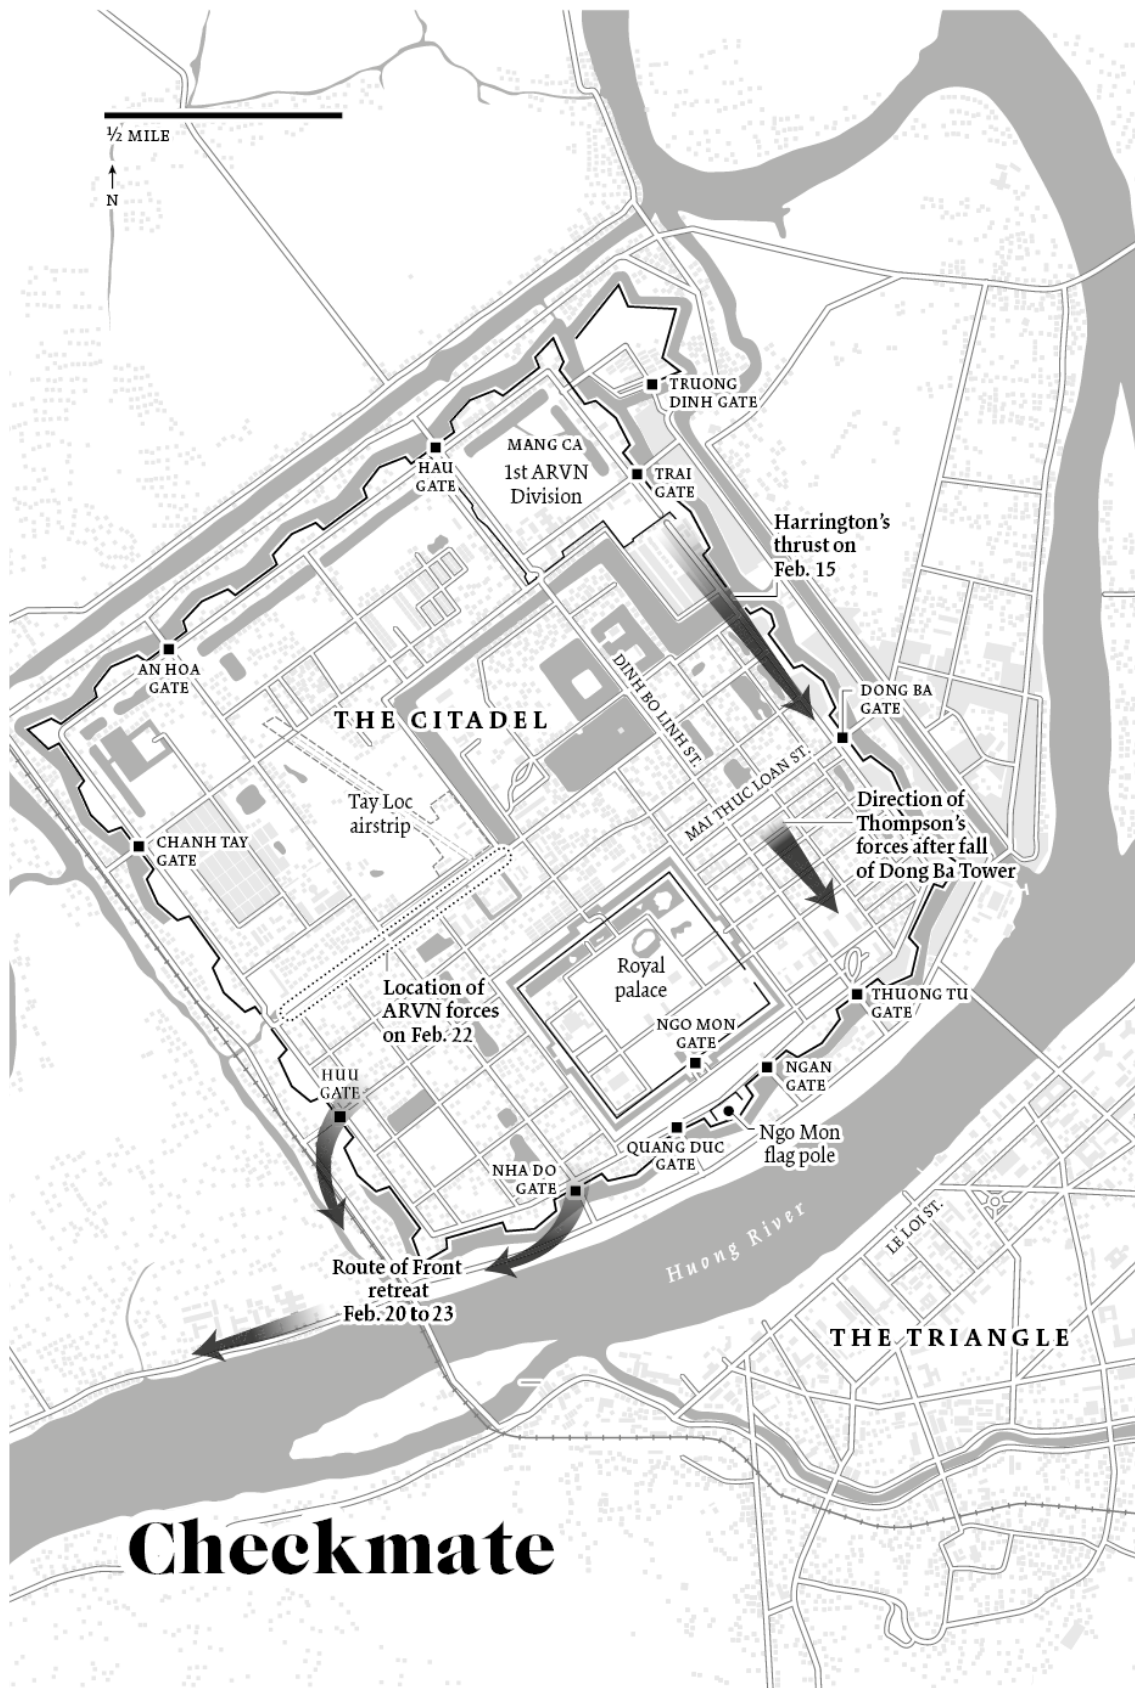 ½ MILE
N
TRUONG
DINH GATE
MANG CA
1st ARVN
Division
HAU
GATE
TRAI
GATE
Harrington’s
thrust on
Feb. 15
AN HOA
GATE
DINH BO LINH ST.
DONG BA
GATE
THE CITADEL
MAI THUC LOAN ST.
Tay Loc
airstrip
Direction of
Thompson’s
forces after fall
of Dong Ba Tower
CHANH TAY
GATE
Royal
palace
Location of
ARVN forces
on Feb. 22
THUONG TU
GATE
NGO MON
GATE
HUU
GATE
NGAN
GATE
Ngo Mon
flag pole
QUANG DUC
GATE
NHA DO
GATE
LE LOI ST.
Huong River
Route of Front
retreat
Feb. 20 to 23
THE TRIANGLE
Checkmate